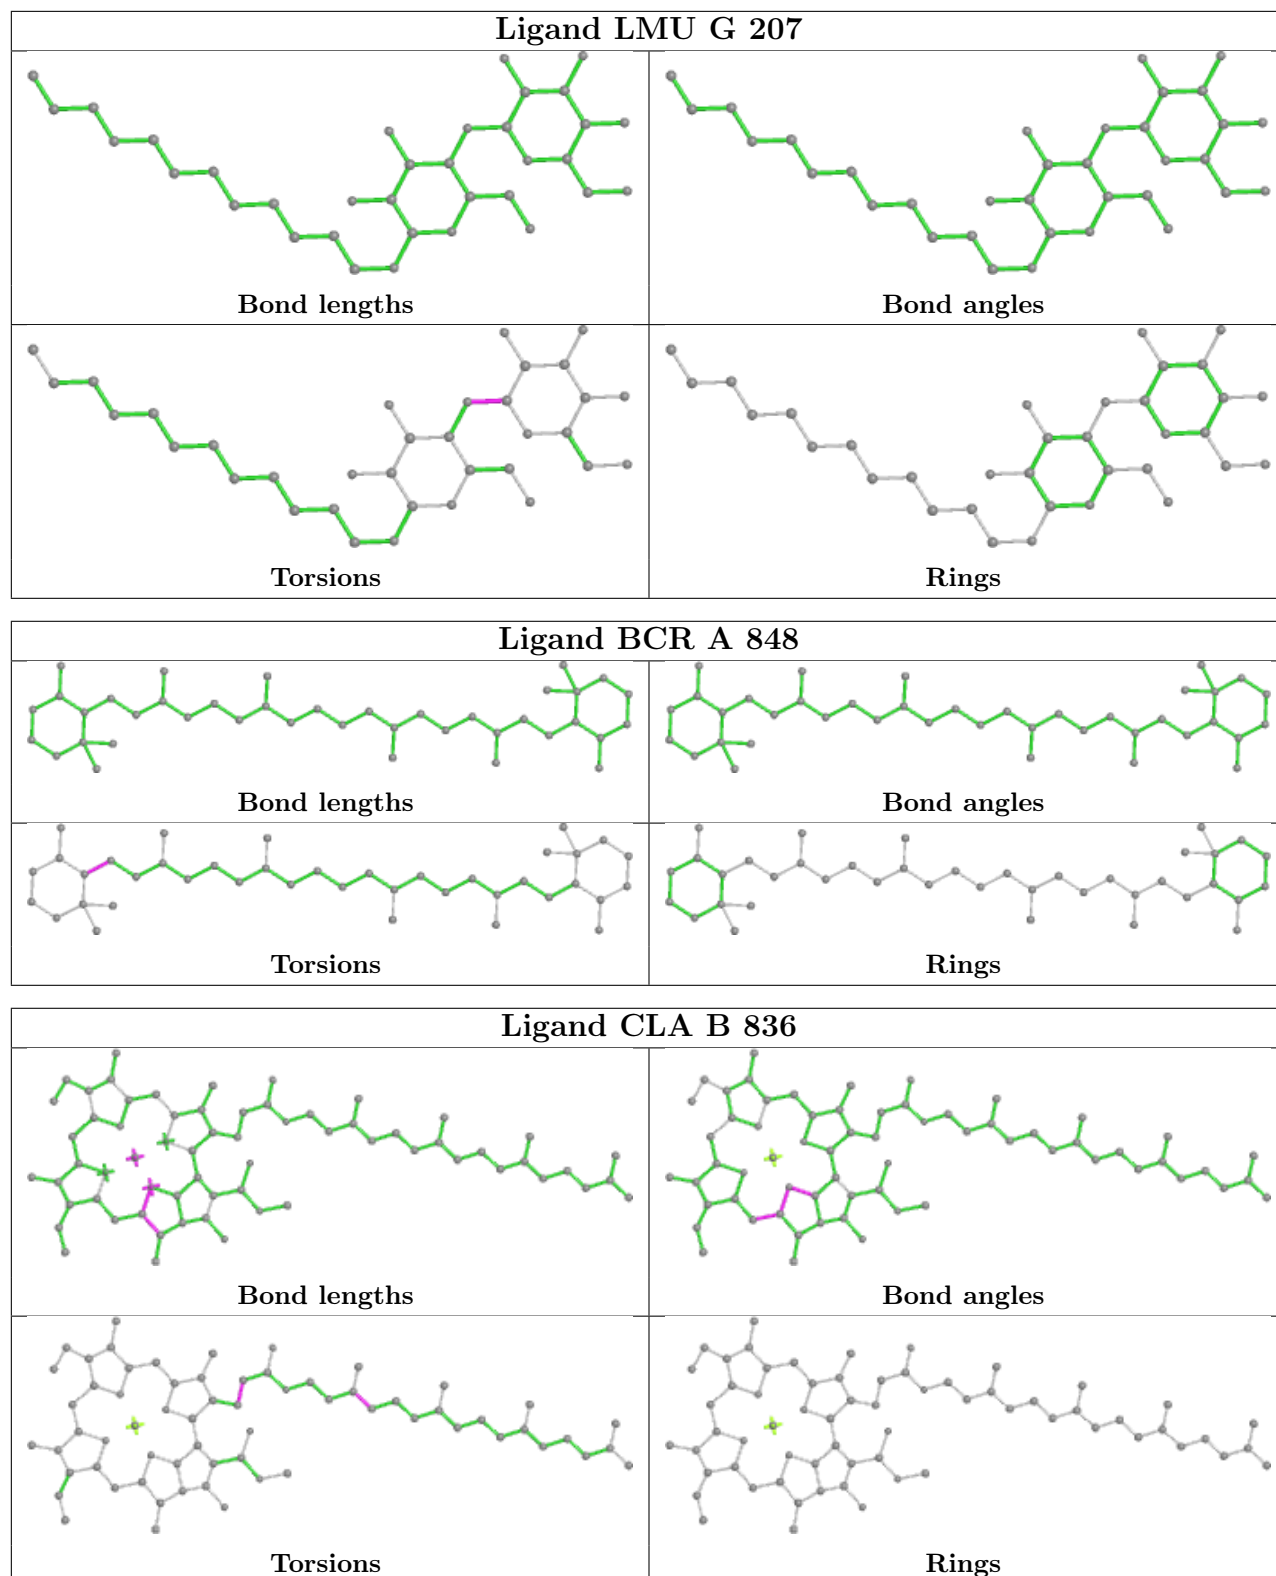 Ligand LMU G 207
Bond lengths
Bond angles
Torsions
Rings
Ligand BCR A 848
Bond lengths
Bond angles
Torsions
Rings
Ligand CLA B 836
Bond lengths
Bond angles
Torsions
Rings